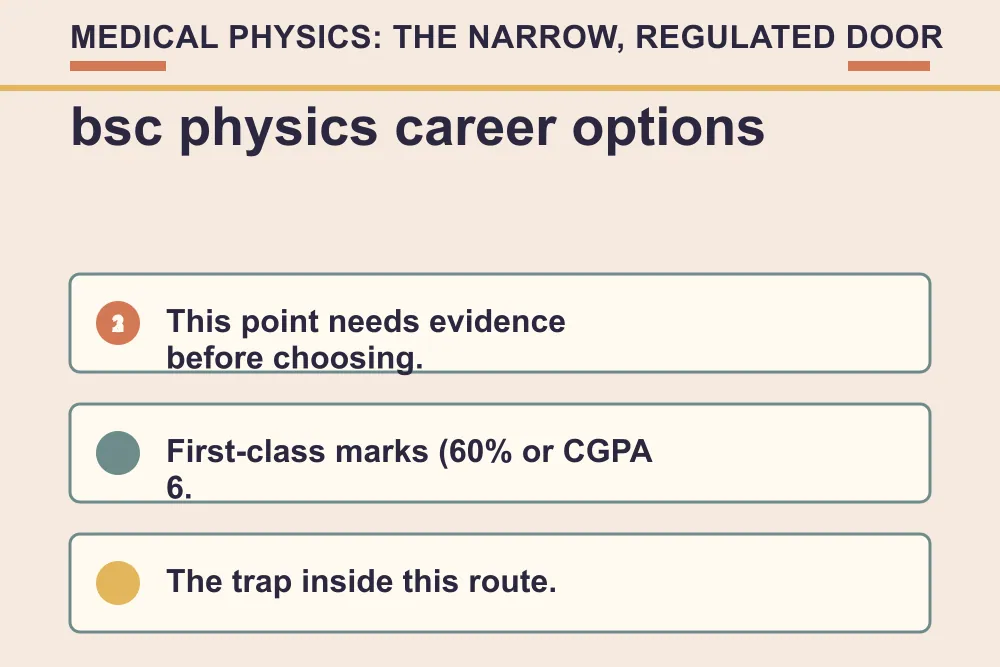 MEDICAL PHYSICS: THE NARROW, REGULATED DOOR
bsc physics career options
This point needs evidence
before choosing.
First-class marks (60% or CGPA
6.
The trap inside this route.